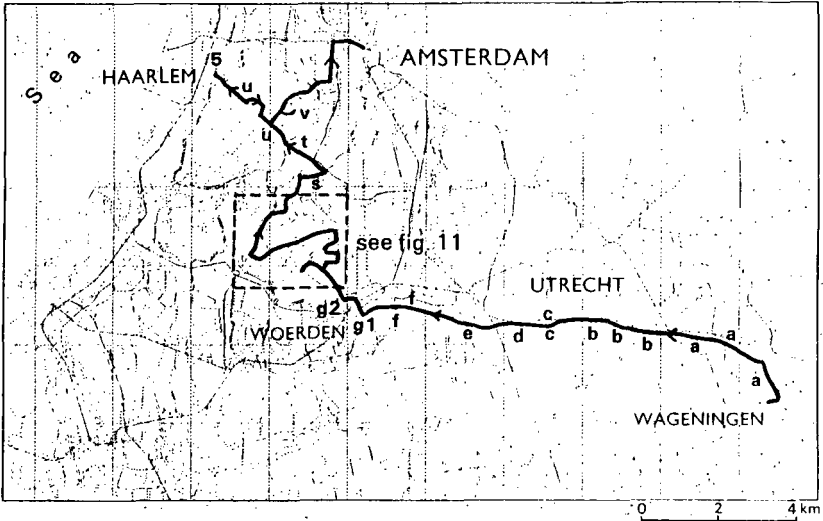 Sea
HAARLEM
5
AMSTERDAM
u
v
u
t
s
see fig. 11
UTRECHT
g2
WOERDEN
g1
f
f
e
d
c
c
b
b
b
a
a
a
WAGENINGEN
0 2 4 km